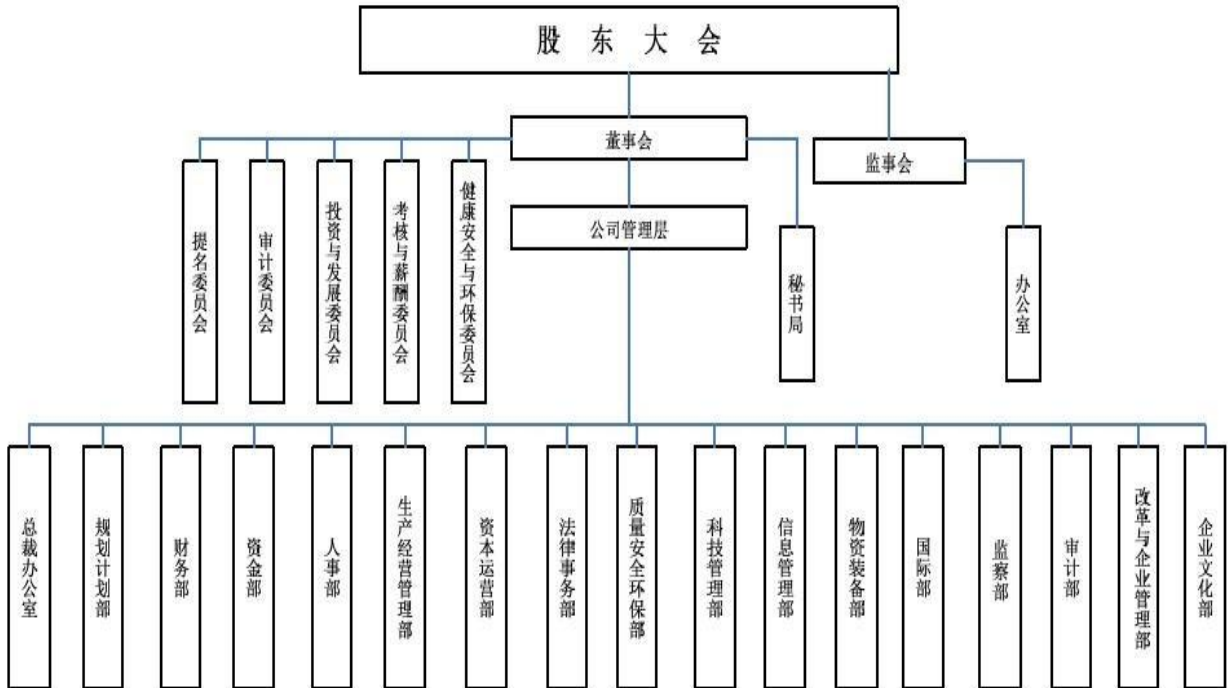 股东大会
董事会
监事会
提名委员会
审计委员会
投资与发展委员会
考核与薪酬委员会
健康安全与环保委员会
公司管理层
秘书局
办公室
总裁办公室
规划计划部
财务部
资金部
人事部
生产经营管理部
资本运营部
法律事务部
质量安全环保部
科技管理部
信息管理部
物资装备部
国际部
监察部
审计部
改革与企业管理部
企业文化部